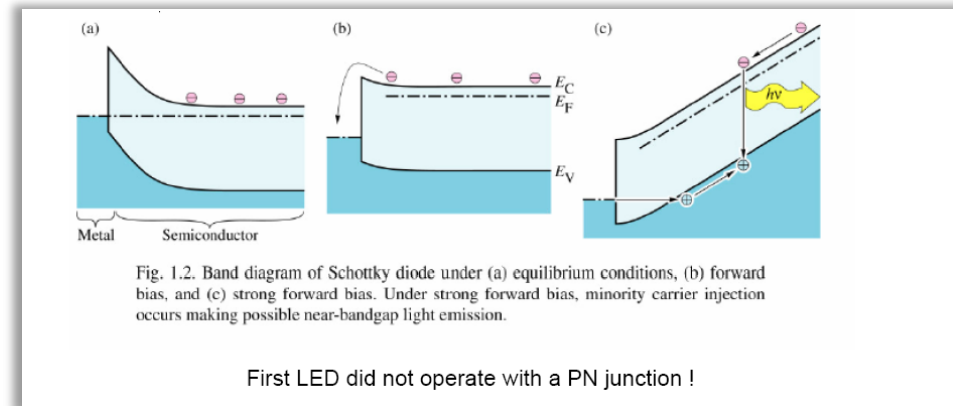 (a)
(b)
(c)
E_C
E_F
E_V
hν
Metal
Semiconductor
Fig. 1.2. Band diagram of Schottky diode under (a) equilibrium conditions, (b) forward
bias, and (c) strong forward bias. Under strong forward bias, minority carrier injection
occurs making possible near-bandgap light emission.
First LED did not operate with a PN junction !